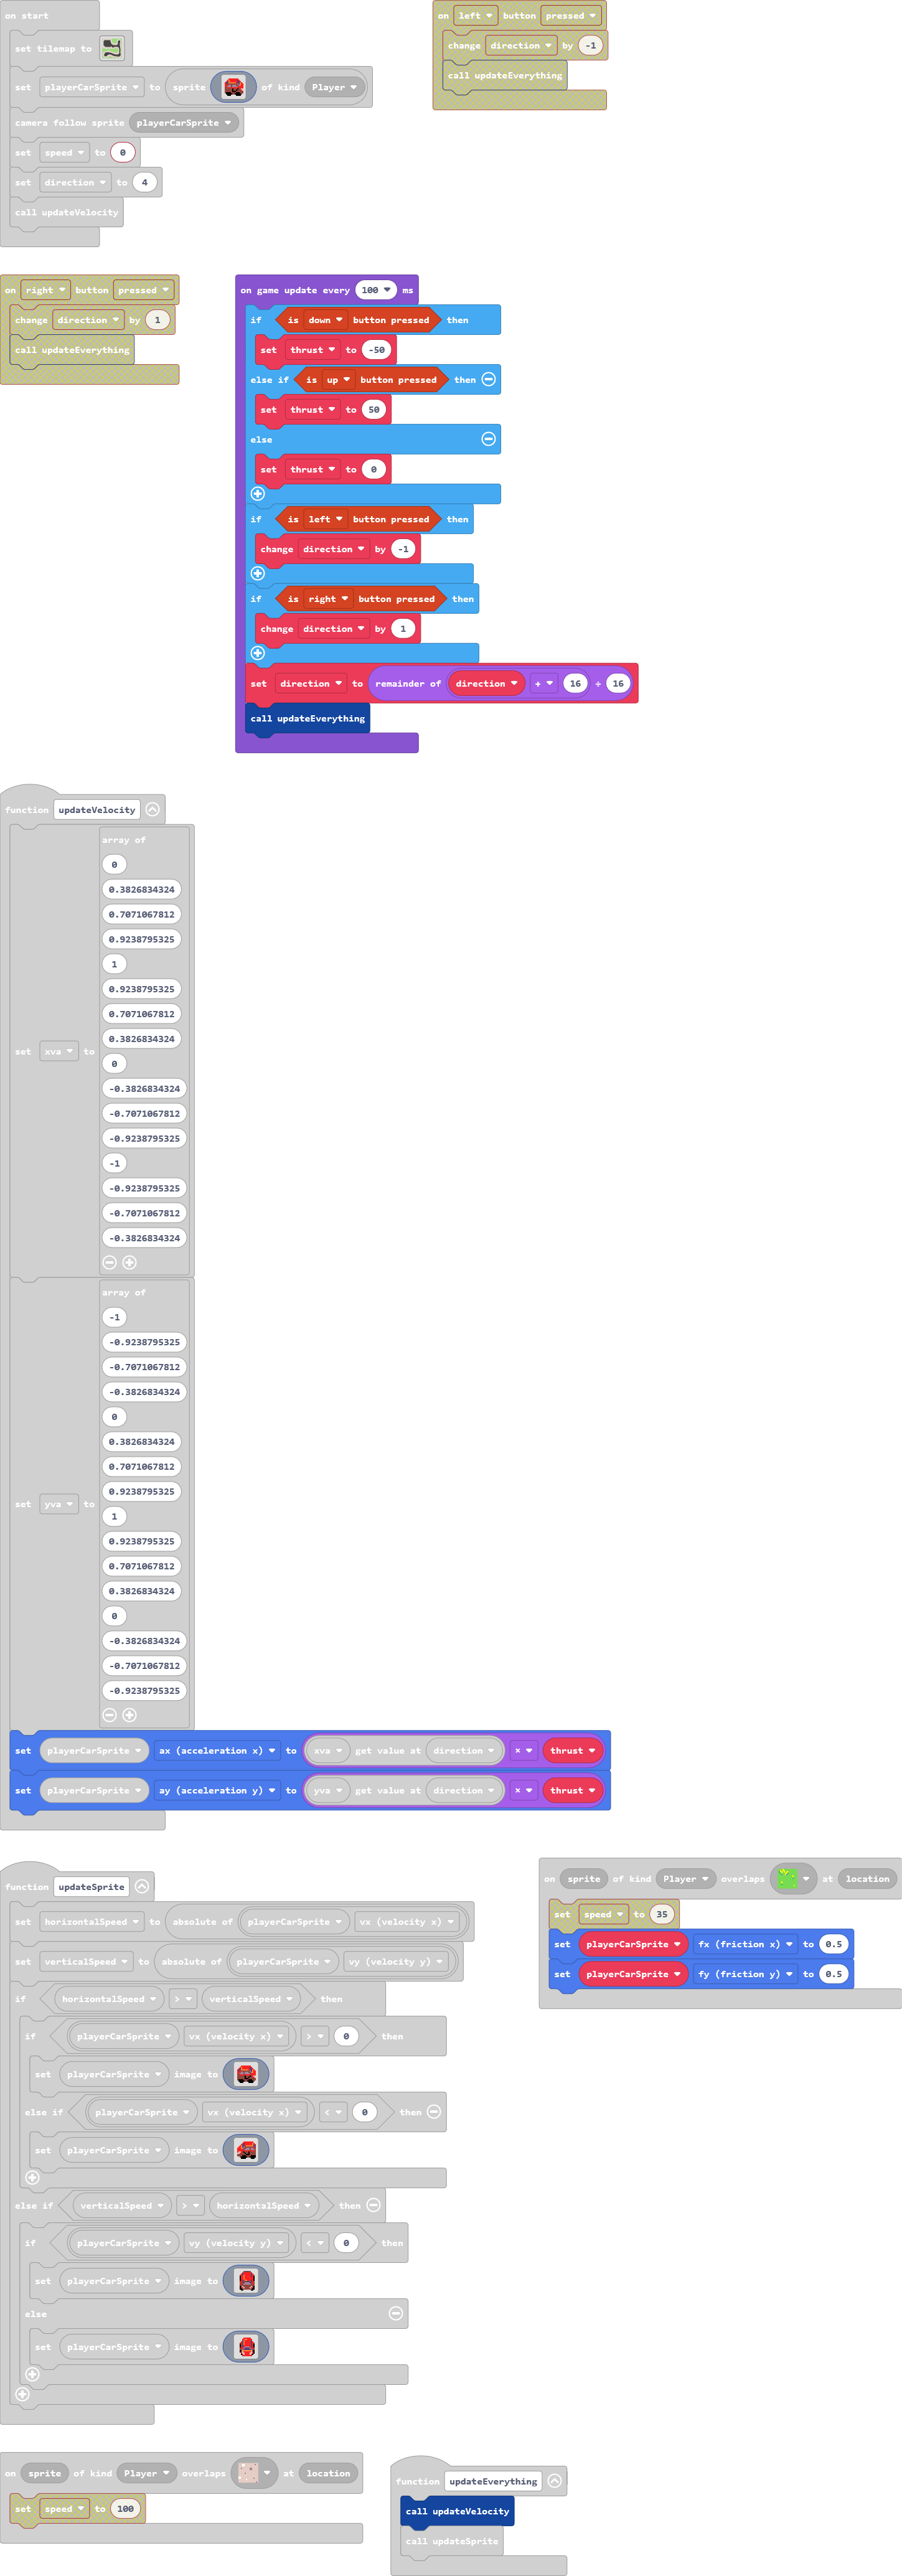 on start
set tilemap to
set playerCarSprite to sprite of kind Player
camera follow sprite playerCarSprite
set speed to 0
set direction to 4
call updateVelocity
on left button pressed
change direction by -1
call updateEverything
on right button pressed
change direction by 1
call updateEverything
on game update every 100 ms
if is down button pressed then
set thrust to -50
else if is up button pressed then
set thrust to 50
else
set thrust to 0
if is left button pressed then
change direction by -1
if is right button pressed then
change direction by 1
set direction to remainder of direction + 16 ÷ 16
call updateEverything
function updateVelocity
array of
0
0.3826834324
0.7071067812
0.9238795325
1
0.9238795325
0.7071067812
0.3826834324
set xva to
0
-0.3826834324
-0.7071067812
-0.9238795325
-1
-0.9238795325
-0.7071067812
-0.3826834324
array of
-1
-0.9238795325
-0.7071067812
-0.3826834324
0
0.3826834324
0.7071067812
0.9238795325
set yva to
1
0.9238795325
0.7071067812
0.3826834324
0
-0.3826834324
-0.7071067812
-0.9238795325
set playerCarSprite ax (acceleration x) to xva get value at direction × thrust
set playerCarSprite ay (acceleration y) to yva get value at direction × thrust
function updateSprite
set horizontalSpeed to absolute of playerCarSprite vx (velocity x)
set verticalSpeed to absolute of playerCarSprite vy (velocity y)
if horizontalSpeed > verticalSpeed then
if playerCarSprite vx (velocity x) > 0 then
set playerCarSprite image to
else if playerCarSprite vx (velocity x) < 0 then
set playerCarSprite image to
else if verticalSpeed > horizontalSpeed then
if playerCarSprite vy (velocity y) < 0 then
set playerCarSprite image to
else
set playerCarSprite image to
on sprite of kind Player overlaps at location
set speed to 35
set playerCarSprite fx (friction x) to 0.5
set playerCarSprite fy (friction y) to 0.5
on sprite of kind Player overlaps at location
set speed to 100
function updateEverything
call updateVelocity
call updateSprite